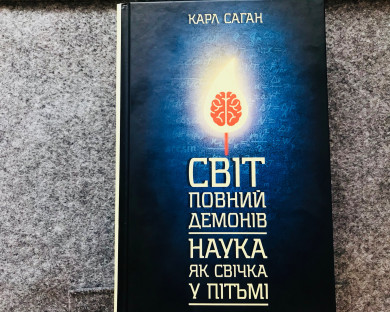 КАРЛ САГАН
СВІТ
ПОВНИЙ
ДЕМОНІВ
НАУКА
ЯК СВІЧКА
У ПІТЬМІ